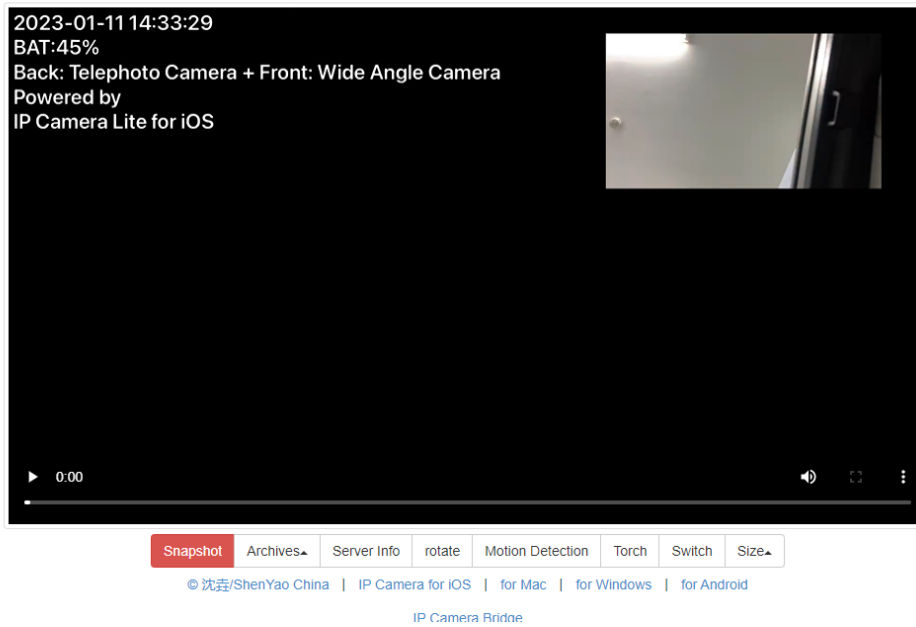 2023-01-11 14:33:29
BAT:45%
Back: Telephoto Camera + Front: Wide Angle Camera
Powered by
IP Camera Lite for iOS
0:00
Snapshot Archives Server Info rotate Motion Detection Torch Switch Size
© 沈垚/ShenYao China | IP Camera for iOS | for Mac | for Windows | for Android
IP Camera Bridge